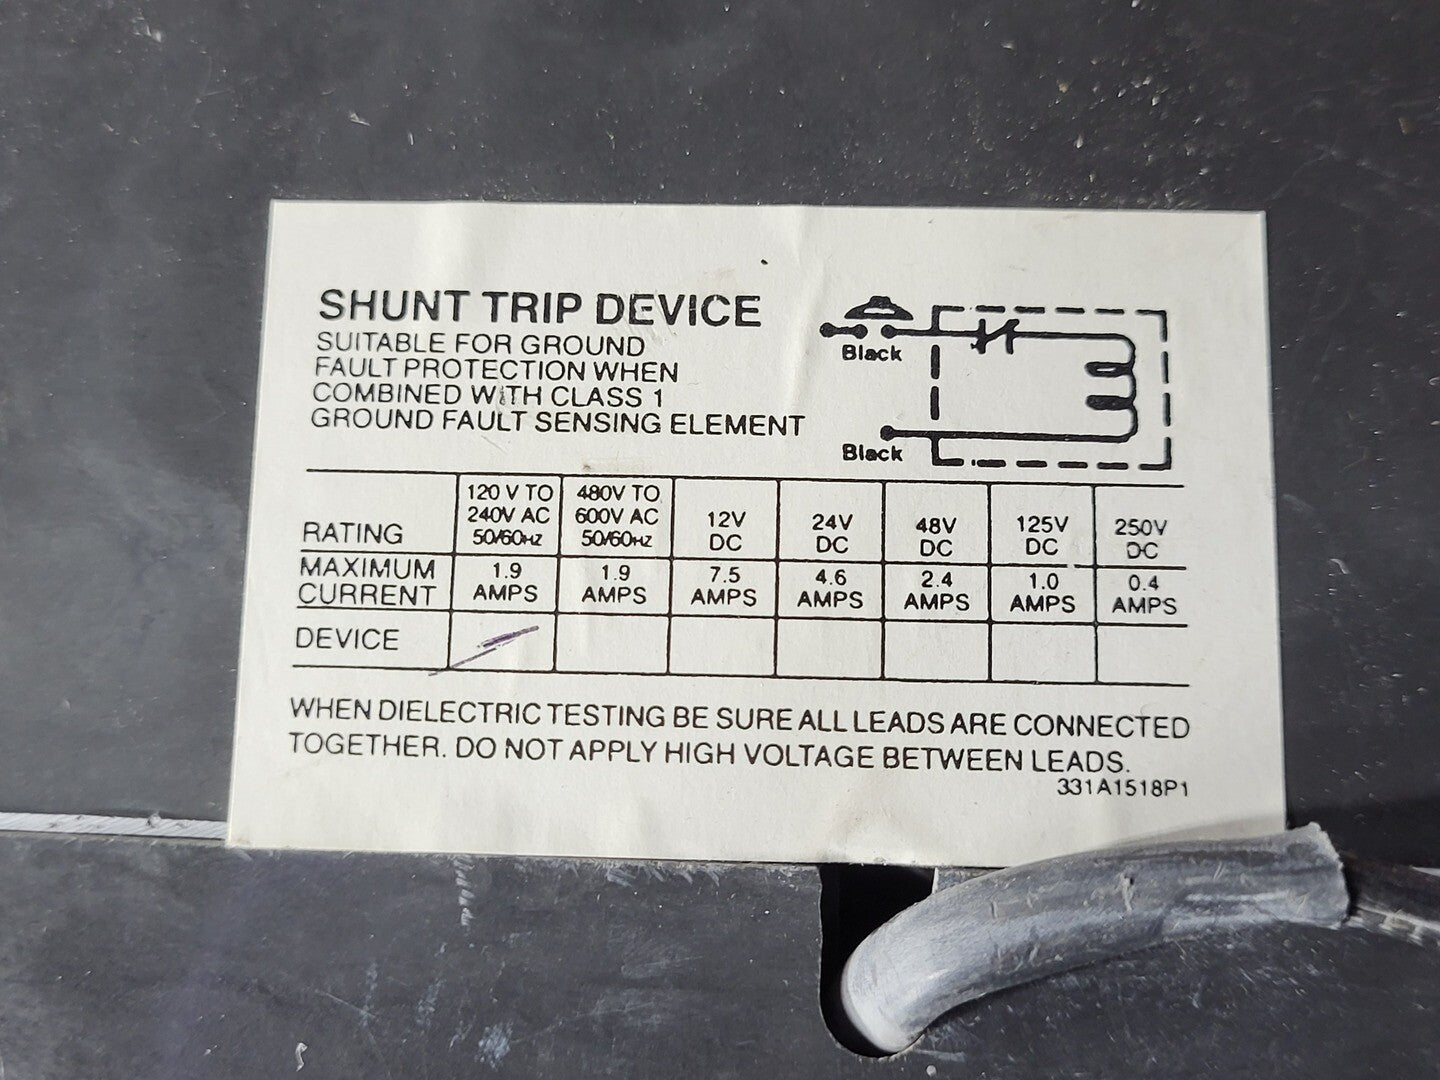 SHUNT TRIP DEVICE
SUITABLE FOR GROUND
FAULT PROTECTION WHEN
COMBINED WITH CLASS 1
GROUND FAULT SENSING ELEMENT
Black
Black
RATING 120 V TO 240V AC 50/60HZ 480V TO 600V AC 50/60HZ 12V DC 24V DC 48V DC 125V DC 250V DC
MAXIMUM CURRENT 1.9 AMPS 1.9 AMPS 7.5 AMPS 4.6 AMPS 2.4 AMPS 1.0 AMPS 0.4 AMPS
DEVICE
WHEN DIELECTRIC TESTING BE SURE ALL LEADS ARE CONNECTED
TOGETHER. DO NOT APPLY HIGH VOLTAGE BETWEEN LEADS.
331A1518P1